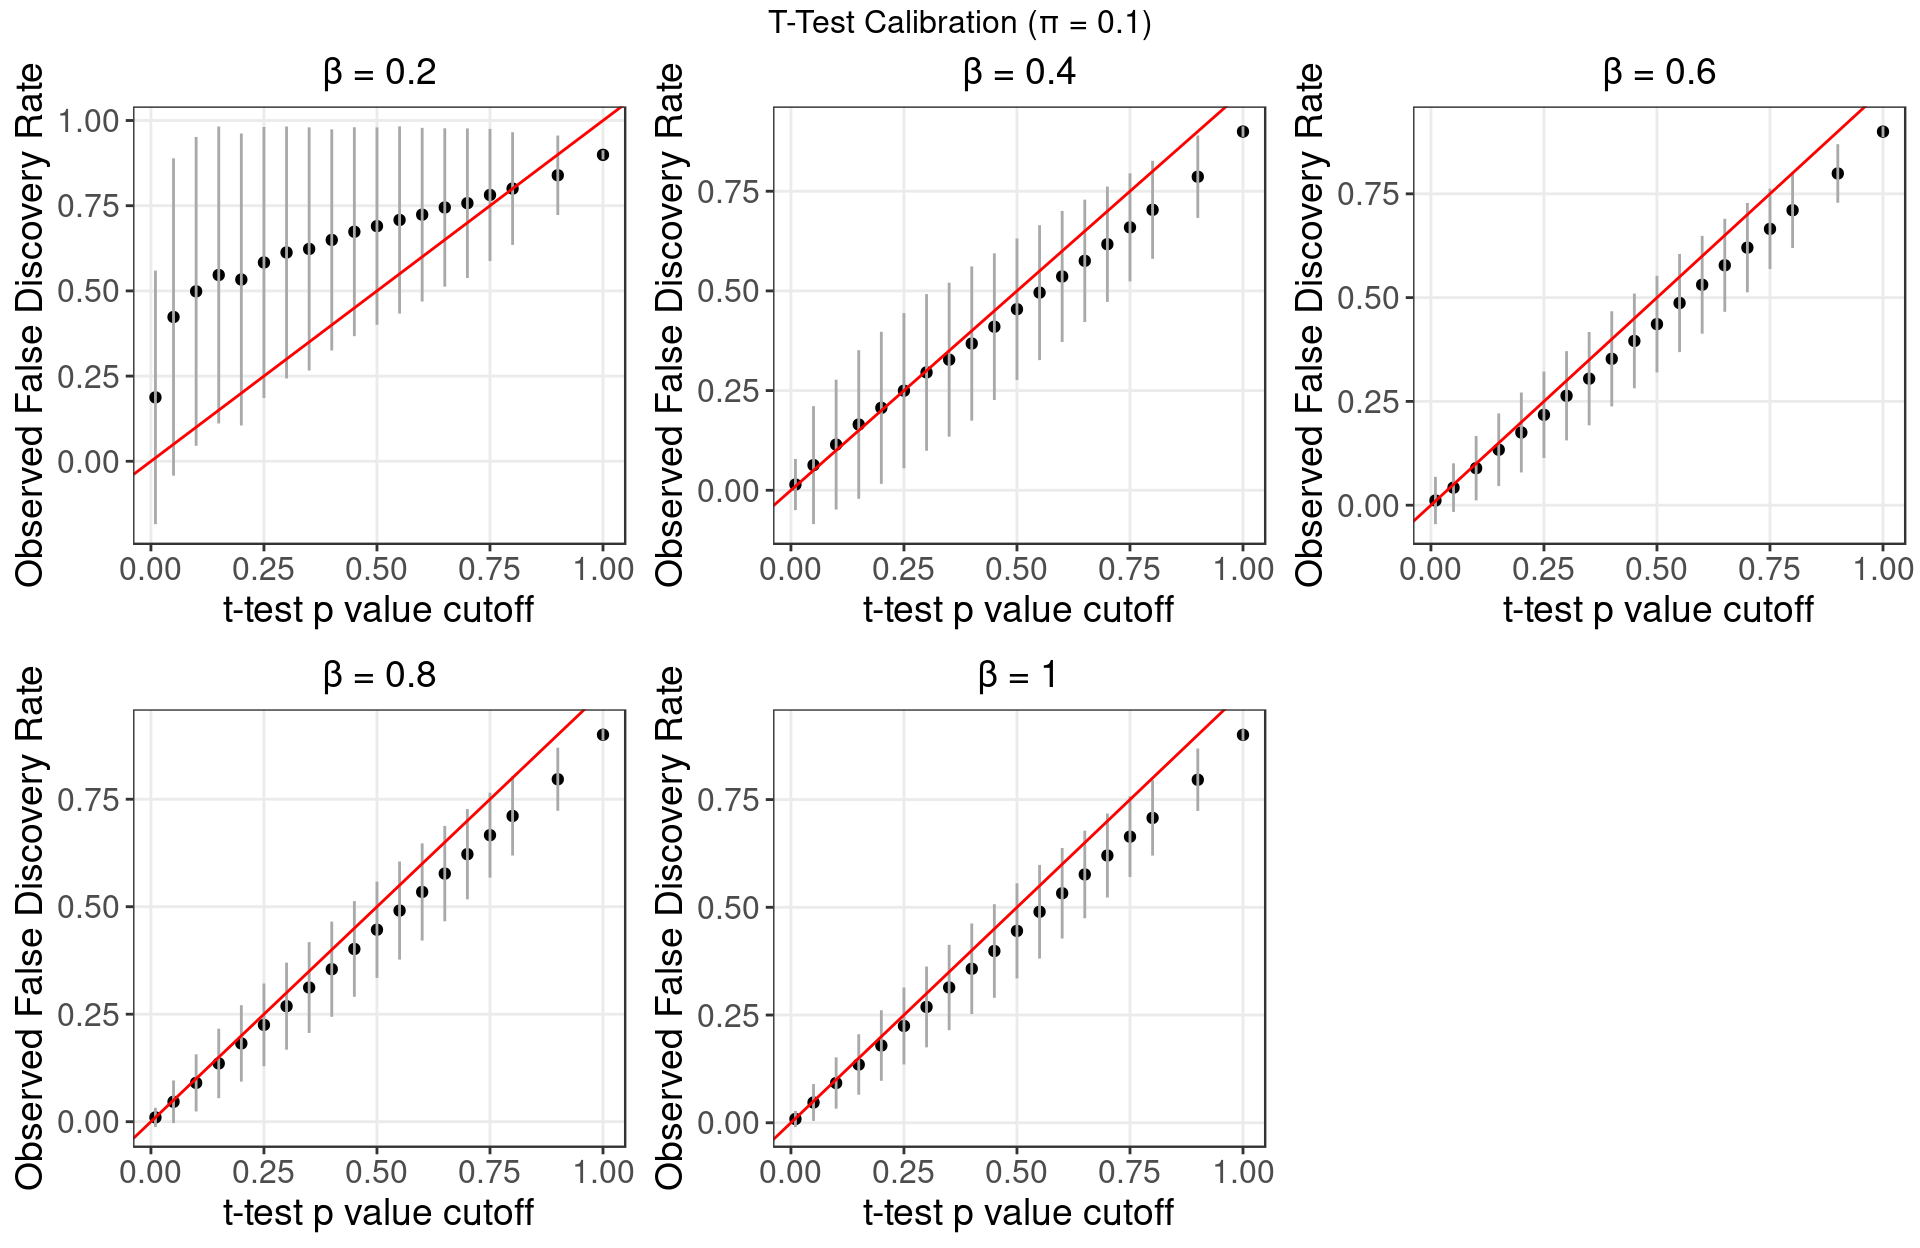 T-Test Calibration (π = 0.1)
β = 0.2
Observed False Discovery Rate
1.00
0.75
0.50
0.25
0.00
0.00 0.25 0.50 0.75 1.00
t-test p value cutoff
β = 0.4
Observed False Discovery Rate
0.75
0.50
0.25
0.00
0.00 0.25 0.50 0.75 1.00
t-test p value cutoff
β = 0.6
Observed False Discovery Rate
0.75
0.50
0.25
0.00
0.00 0.25 0.50 0.75 1.00
t-test p value cutoff
β = 0.8
Observed False Discovery Rate
0.75
0.50
0.25
0.00
0.00 0.25 0.50 0.75 1.00
t-test p value cutoff
β = 1
Observed False Discovery Rate
0.75
0.50
0.25
0.00
0.00 0.25 0.50 0.75 1.00
t-test p value cutoff